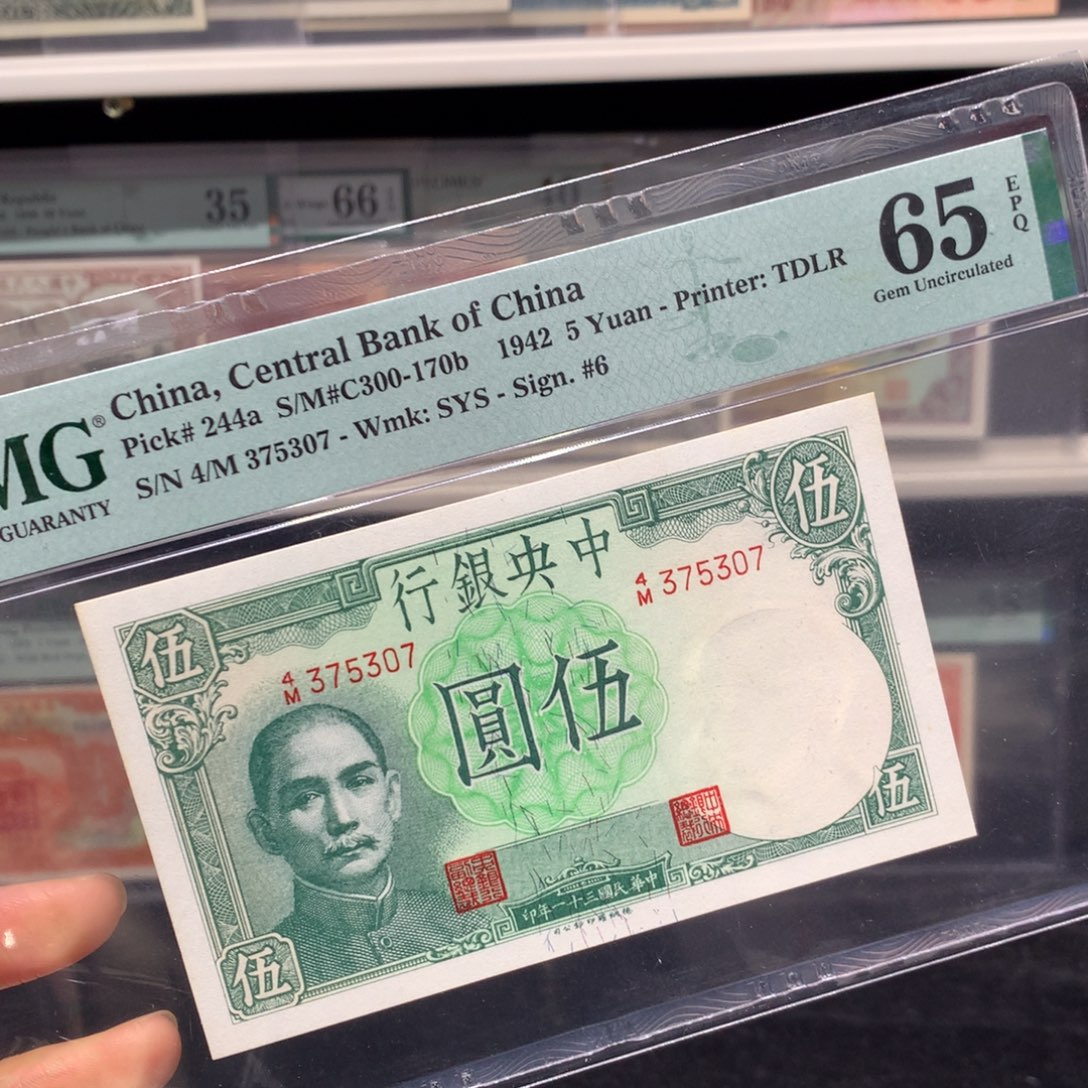 35
66
40
China, Central Bank of China
Pick# 244a S/M#C300-170b 1942 5 Yuan - Printer: TDLR
S/N 4/M 375307 - Wmk: SYS - Sign. #6
65 EPQ
Gem Uncirculated
MG®
GUARANTY
伍
行銀央中
4/M 375307
伍
4/M 375307
圓伍
伍
印年一十三國民華中
伍